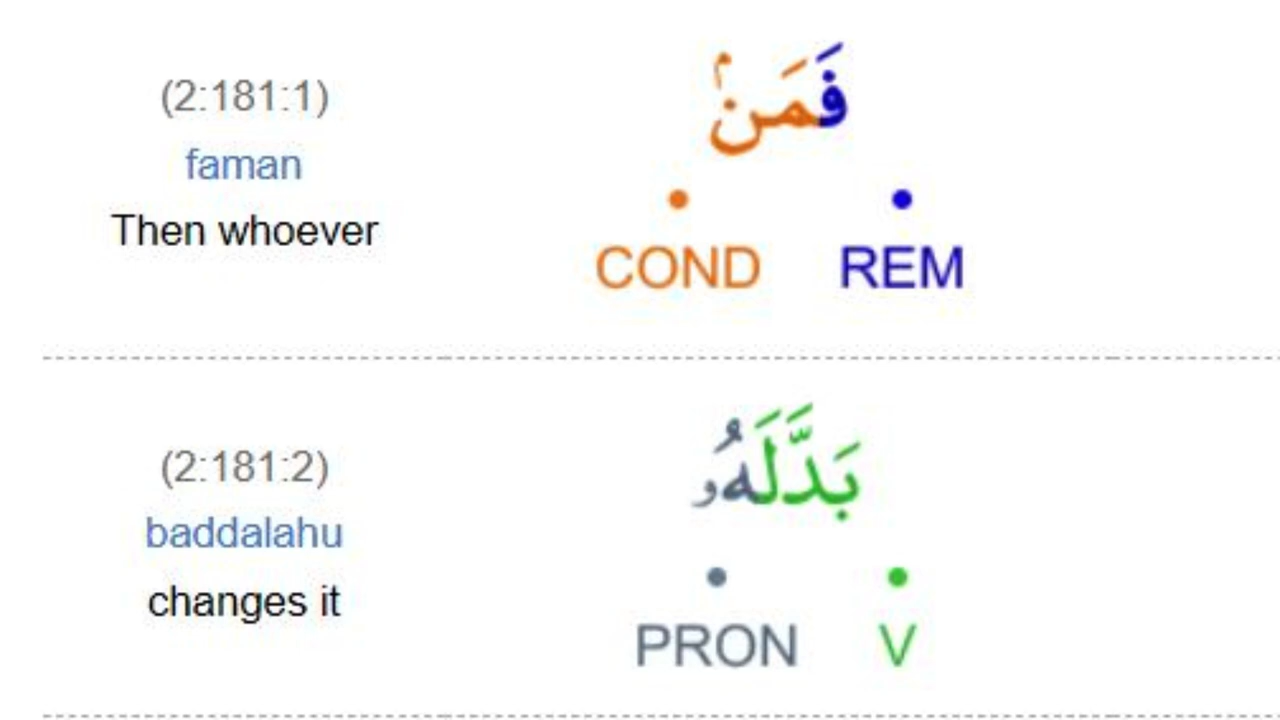 (2:181:1)
faman
Then whoever
فَمَنۢ
COND REM
(2:181:2)
baddalahu
changes it
بَدَّلَهُۥ
PRON V